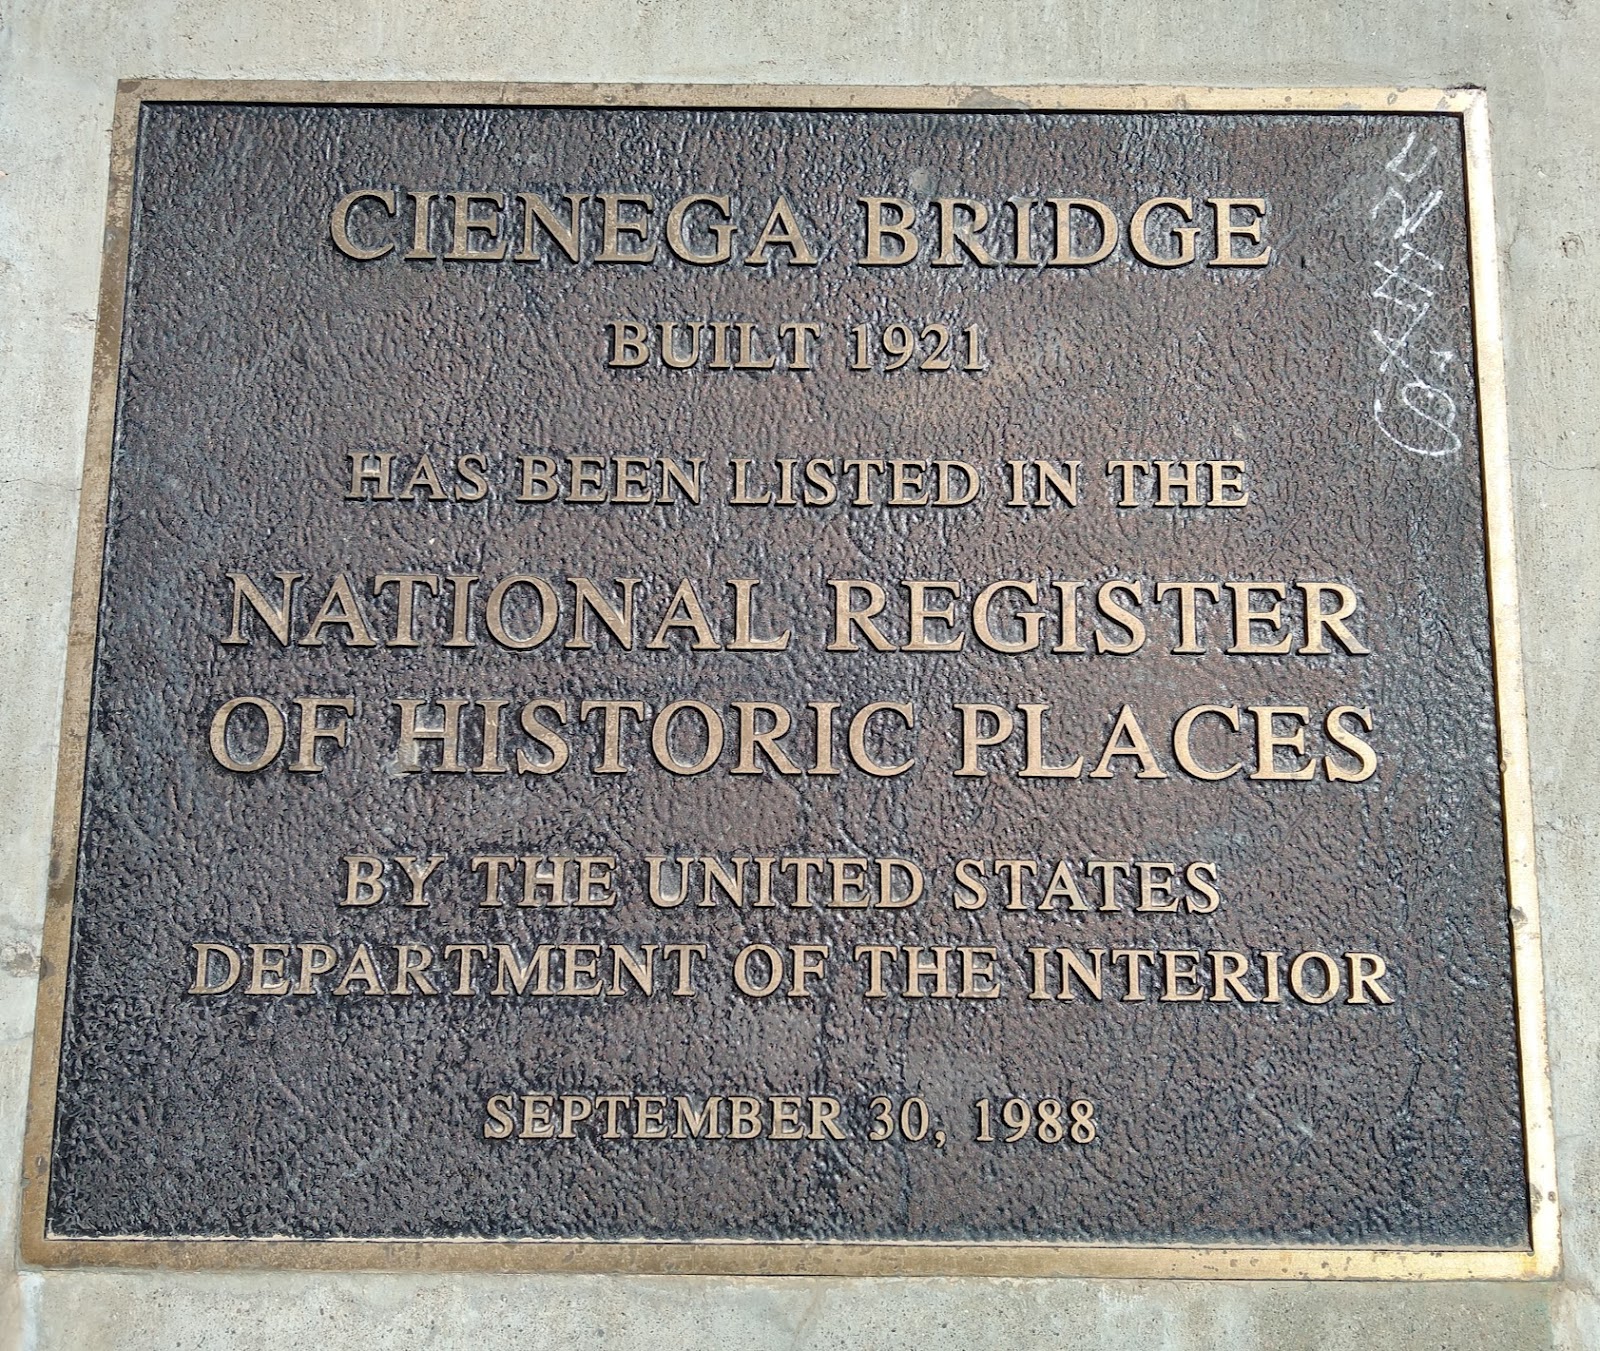 CIENEGA BRIDGE
BUILT 1921
HAS BEEN LISTED IN THE
NATIONAL REGISTER
OF HISTORIC PLACES
BY THE UNITED STATES
DEPARTMENT OF THE INTERIOR
SEPTEMBER 30, 1988